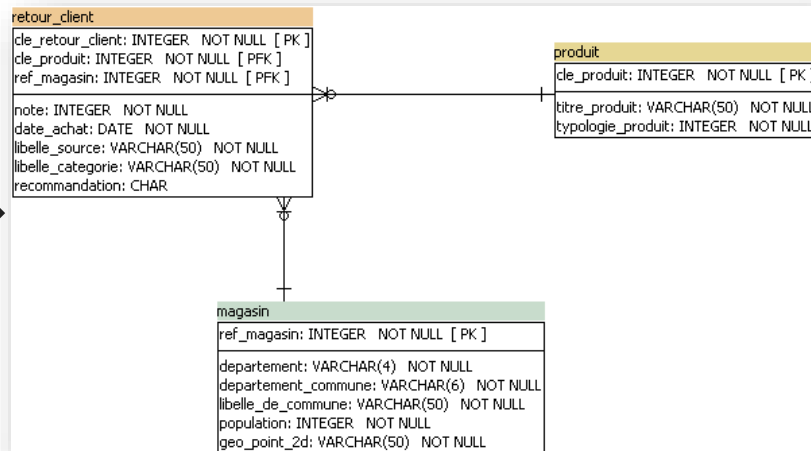 retour_client
cle_retour_client: INTEGER NOT NULL [ PK ]
cle_produit: INTEGER NOT NULL [ PFK ]
ref_magasin: INTEGER NOT NULL [ PFK ]
note: INTEGER NOT NULL
date_achat: DATE NOT NULL
libelle_source: VARCHAR(50) NOT NULL
libelle_categorie: VARCHAR(50) NOT NULL
recommandation: CHAR
produit
cle_produit: INTEGER NOT NULL [ PK ]
titre_produit: VARCHAR(50) NOT NULL
typologie_produit: INTEGER NOT NULL
magasin
ref_magasin: INTEGER NOT NULL [ PK ]
departement: VARCHAR(4) NOT NULL
departement_commune: VARCHAR(6) NOT NULL
libelle_de_commune: VARCHAR(50) NOT NULL
population: INTEGER NOT NULL
geo_point_2d: VARCHAR(50) NOT NULL